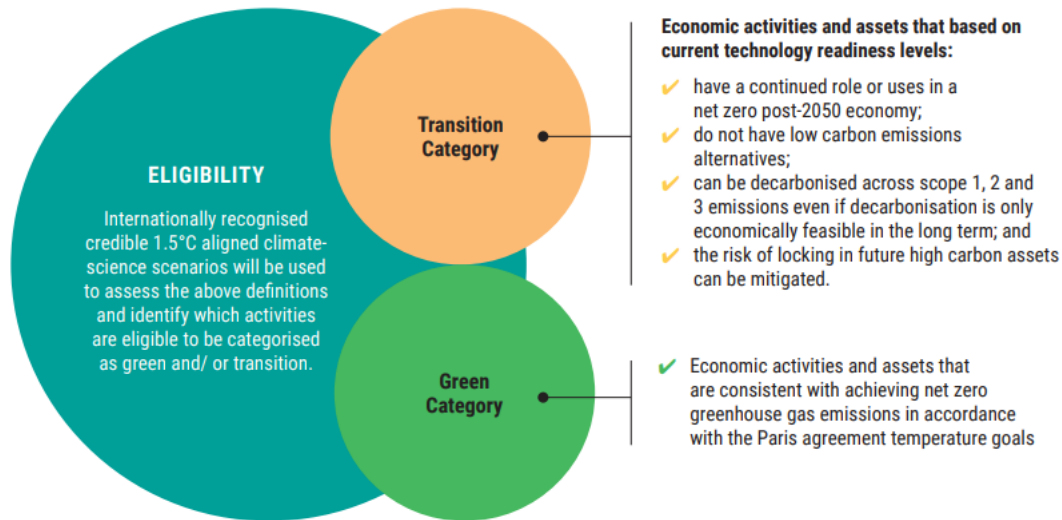 ELIGIBILITY
Internationally recognised
credible 1.5°C aligned climate-
science scenarios will be used
to assess the above definitions
and identify which activities
are eligible to be categorised
as green and/ or transition.
Transition
Category
Economic activities and assets that based on
current technology readiness levels:
✔ have a continued role or uses in a
net zero post-2050 economy;
✔ do not have low carbon emissions
alternatives;
✔ can be decarbonised across scope 1, 2 and
3 emissions even if decarbonisation is only
economically feasible in the long term; and
✔ the risk of locking in future high carbon assets
can be mitigated.
Green
Category
✔ Economic activities and assets that
are consistent with achieving net zero
greenhouse gas emissions in accordance
with the Paris agreement temperature goals